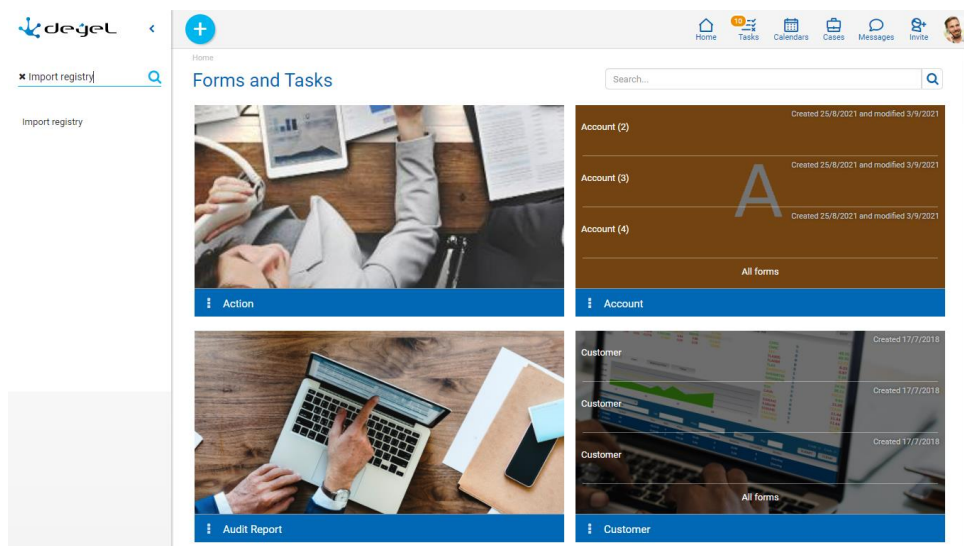 deyel
Import registry
Import registry
10
Home
Tasks
Calendars
Cases
Messages
Invite
Home
Forms and Tasks
Search...
Action
Created 25/8/2021 and modified 3/9/2021
Account (2)
Created 25/8/2021 and modified 3/9/2021
Account (3)
A
Created 25/8/2021 and modified 3/9/2021
Account (4)
All forms
Account
Audit Report
Created 17/7/2018
Customer
Created 17/7/2018
Customer
Created 17/7/2018
Customer
All forms
Customer